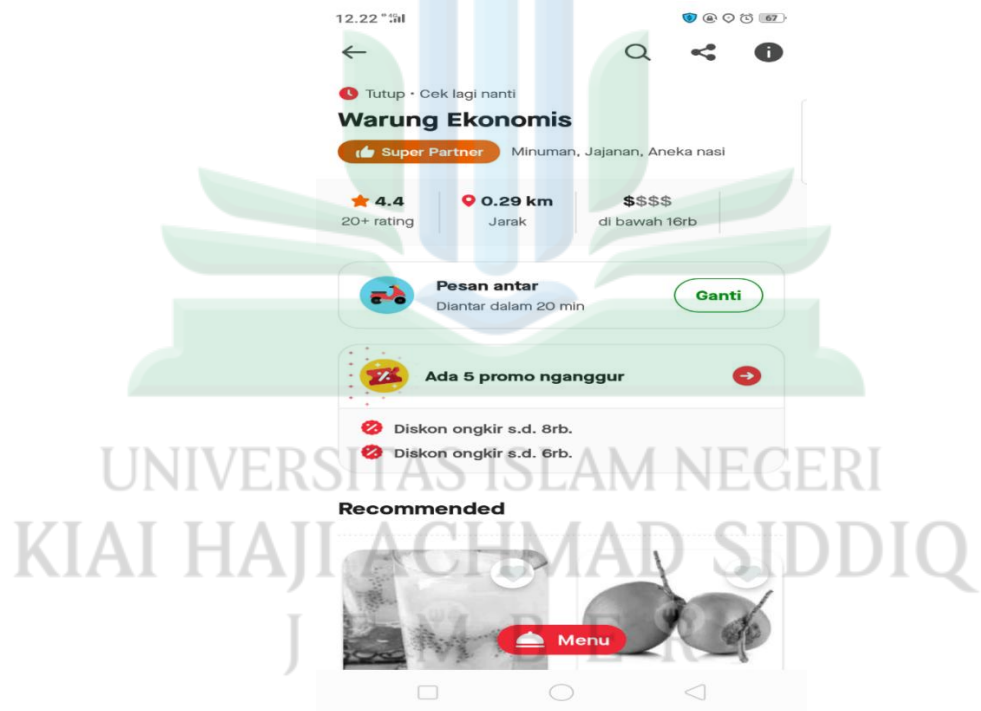 12.22 4G 67
Tutup · Cek lagi nanti
Warung Ekonomis
Super Partner Minuman, Jajanan, Aneka nasi
4.4 0.29 km $$$$
20+ rating Jarak di bawah 16rb
Pesan antar
Diantar dalam 20 min
Ganti
Ada 5 promo nganggur
Diskon ongkir s.d. 8rb.
Diskon ongkir s.d. 6rb.
UNIVERSITAS ISLAM NEGERI
Recommended
KIAI HAJI ACHMAD SIDDIQ
JEMBER
Menu